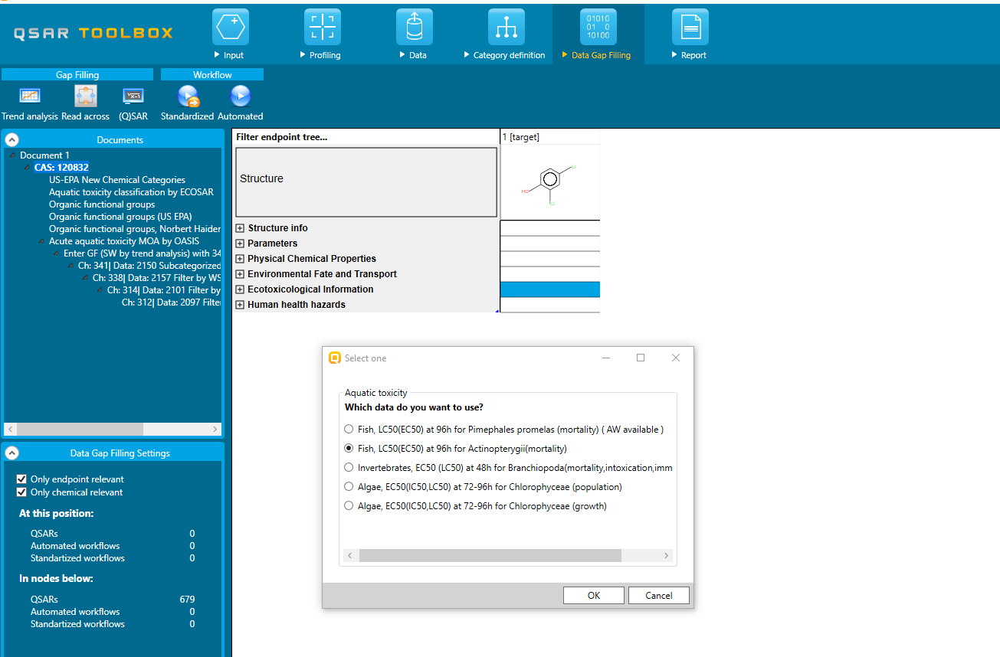 QSAR TOOLBOX
Input
Profiling
Data
Category definition
01010
01 0
10100
Data Gap Filling
Report
Gap Filling
Workflow
Trend analysis
Read across
(Q)SAR
Standardized
Automated
Documents
Document 1
CAS: 120832
US-EPA New Chemical Categories
Aquatic toxicity classification by ECOSAR
Organic functional groups
Organic functional groups (US EPA)
Organic functional groups, Norbert Haider
Acute aquatic toxicity MOA by OASIS
Enter GF (SW by trend analysis) with 34
Ch: 341| Data: 2150 Subcategorized
Ch: 338| Data: 2157 Filter by WS
Ch: 314| Data: 2101 Filter by
Ch: 312| Data: 2097 Filte
Data Gap Filling Settings
Only endpoint relevant
Only chemical relevant
At this position:
QSARs 0
Automated workflows 0
Standartized workflows 0
In nodes below:
QSARs 679
Automated workflows 0
Standartized workflows 0
Filter endpoint tree...
1 [target]
Structure
Cl
HO
Cl
Structure info
Parameters
Physical Chemical Properties
Environmental Fate and Transport
Ecotoxicological Information
Human health hazards
Select one
Aquatic toxicity
Which data do you want to use?
Fish, LC50(EC50) at 96h for Pimephales promelas (mortality) ( AW available )
Fish, LC50(EC50) at 96h for Actinopterygii(mortality)
Invertebrates, EC50 (LC50) at 48h for Branchiopoda(mortality,intoxication,imm
Algae, EC50(IC50,LC50) at 72-96h for Chlorophyceae (population)
Algae, EC50(IC50,LC50) at 72-96h for Chlorophyceae (growth)
OK
Cancel